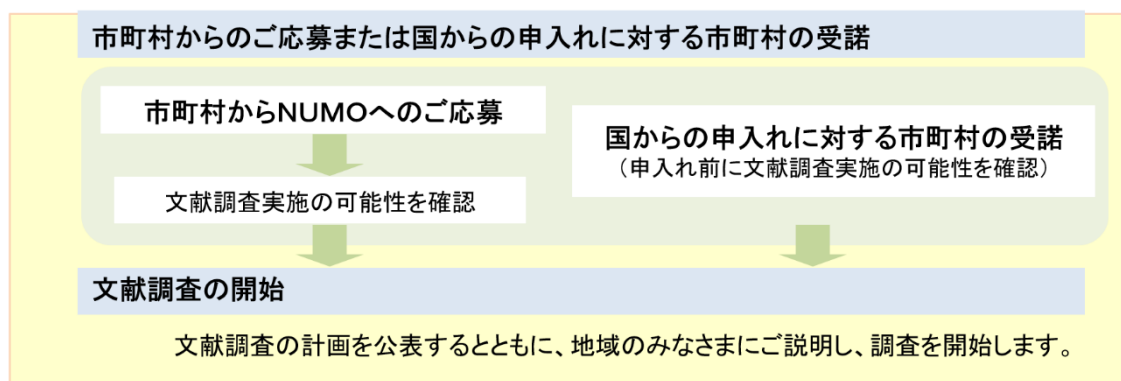 市町村からのご応募または国からの申入れに対する市町村の受諾
市町村からNUMOへのご応募
文献調査実施の可能性を確認
国からの申入れに対する市町村の受諾
（申入れ前に文献調査実施の可能性を確認）
文献調査の開始
文献調査の計画を公表するとともに、地域のみなさまにご説明し、調査を開始します。